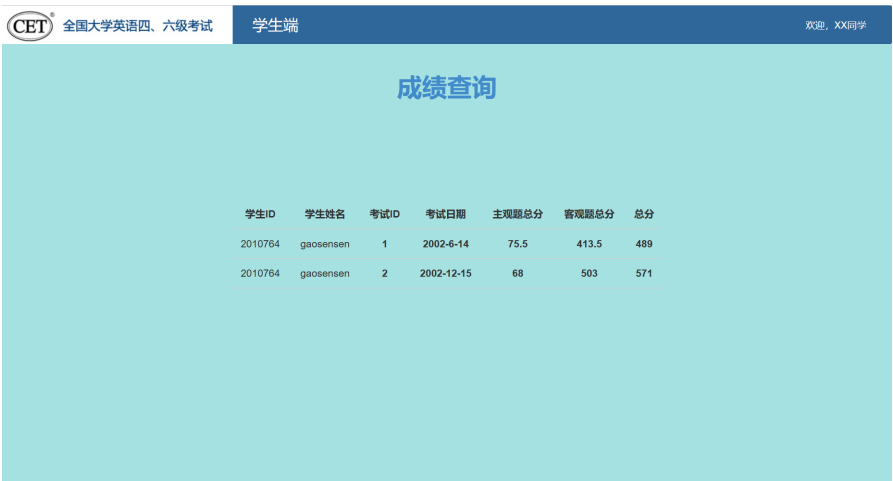 CET® 全国大学英语四、六级考试 学生端 欢迎，XX同学
成绩查询
学生ID 学生姓名 考试ID 考试日期 主观题总分 客观题总分 总分
2010764 gaosensen 1 2002-6-14 75.5 413.5 489
2010764 gaosensen 2 2002-12-15 68 503 571